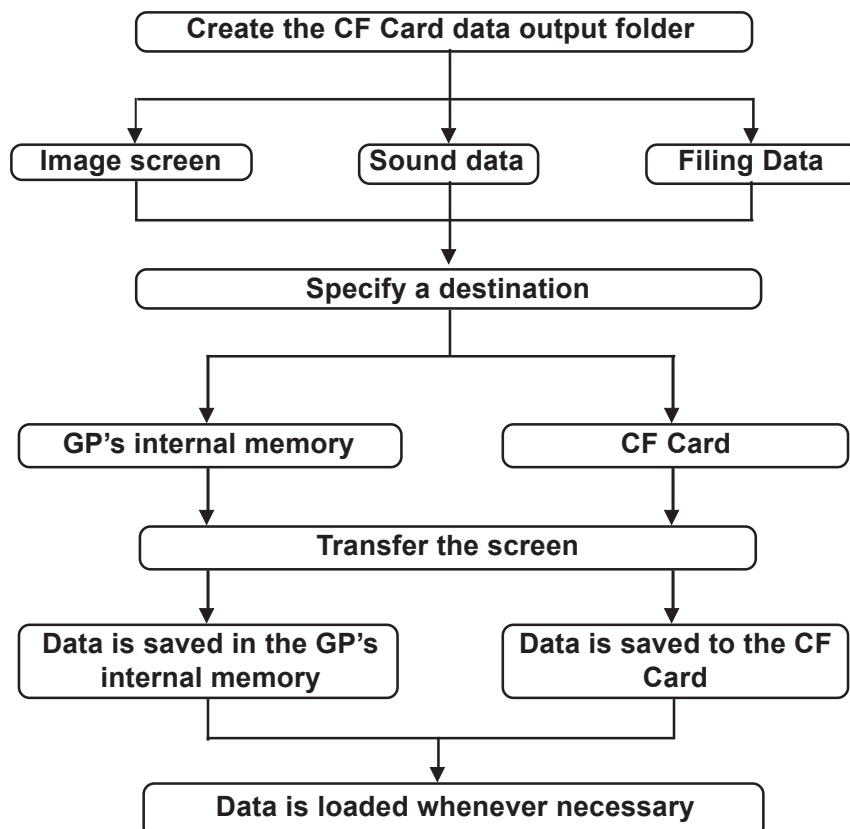 Create the CF Card data output folder
Image screen
Sound data
Filing Data
Specify a destination
GP’s internal memory
CF Card
Transfer the screen
Data is saved in the GP’s
internal memory
Data is saved to the CF
Card
Data is loaded whenever necessary